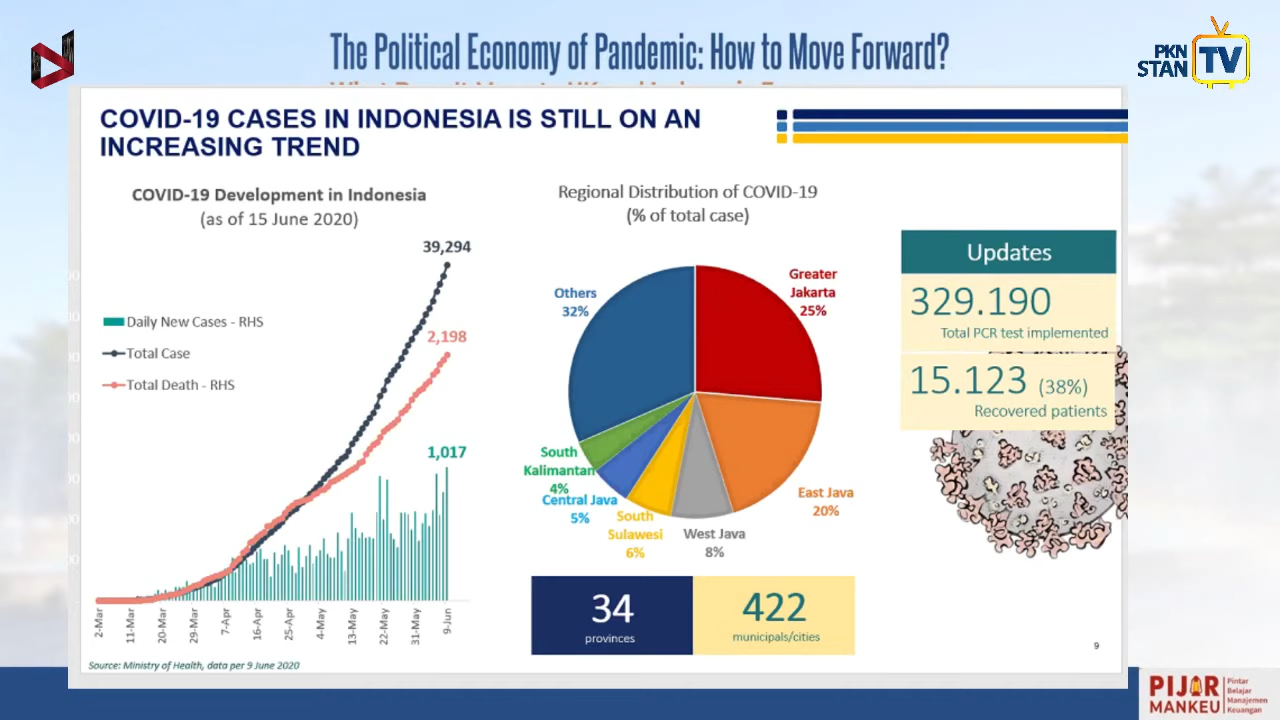 The Political Economy of Pandemic: How to Move Forward?
PKN
STAN TV
COVID-19 CASES IN INDONESIA IS STILL ON AN
INCREASING TREND
COVID-19 Development in Indonesia
(as of 15 June 2020)
39,294
2,198
1,017
Daily New Cases - RHS
Total Case
Total Death - RHS
2-Mar
11-Mar
20-Mar
29-Mar
7-Apr
16-Apr
25-Apr
4-May
13-May
22-May
31-May
9-Jun
Source: Ministry of Health, data per 9 June 2020
Regional Distribution of COVID-19
(% of total case)
Greater
Jakarta
25%
East Java
20%
West Java
8%
South
Sulawesi
6%
Central Java
5%
South
Kalimantan
4%
Others
32%
34
provinces
422
municipals/cities
Updates
329.190
Total PCR test implemented
15.123 (38%)
Recovered patients
9
PIJAR
MANKEU
Pintar
Belajar
Manajemen
Keuangan